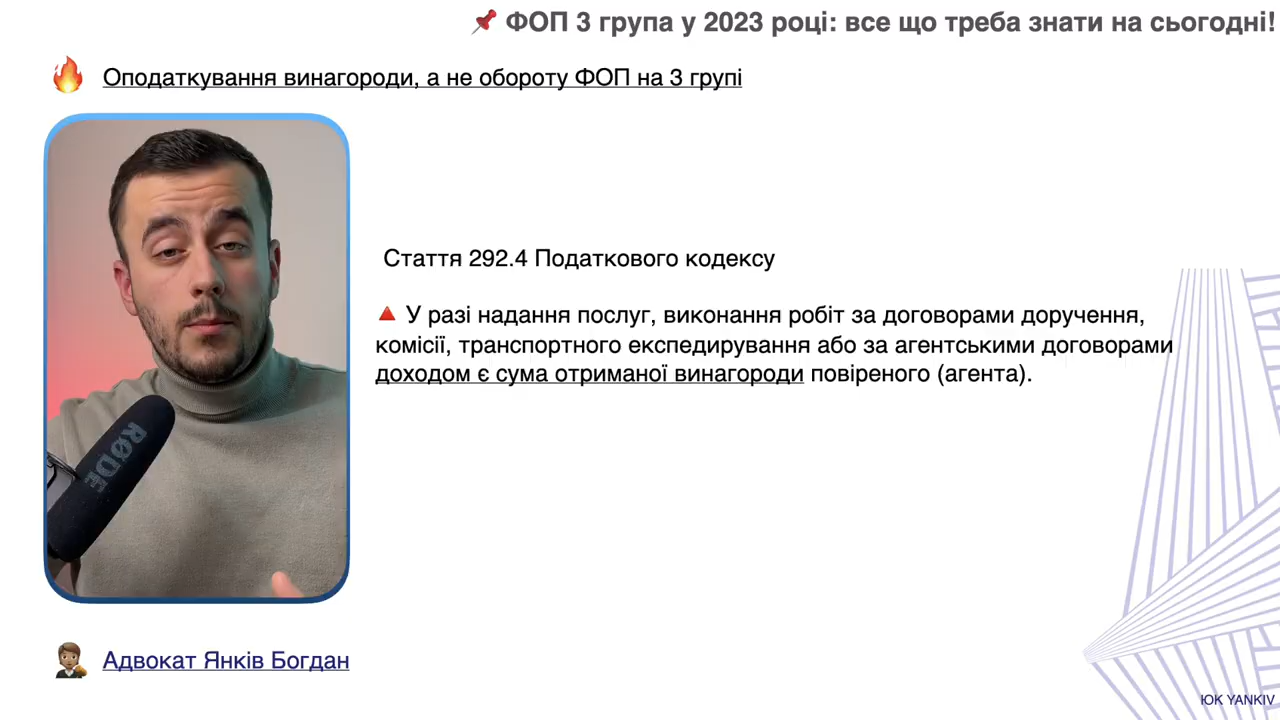 📌 ФОП 3 група у 2023 році: все що треба знати на сьогодні!
🔥 Оподаткування винагороди, а не обороту ФОП на 3 групі
Стаття 292.4 Податкового кодексу
🔺 У разі надання послуг, виконання робіт за договорами доручення,
комісії, транспортного експедирування або за агентськими договорами
доходом є сума отриманої винагороди повіреного (агента).
RØDE
Адвокат Янків Богдан
ЮК YANKIV